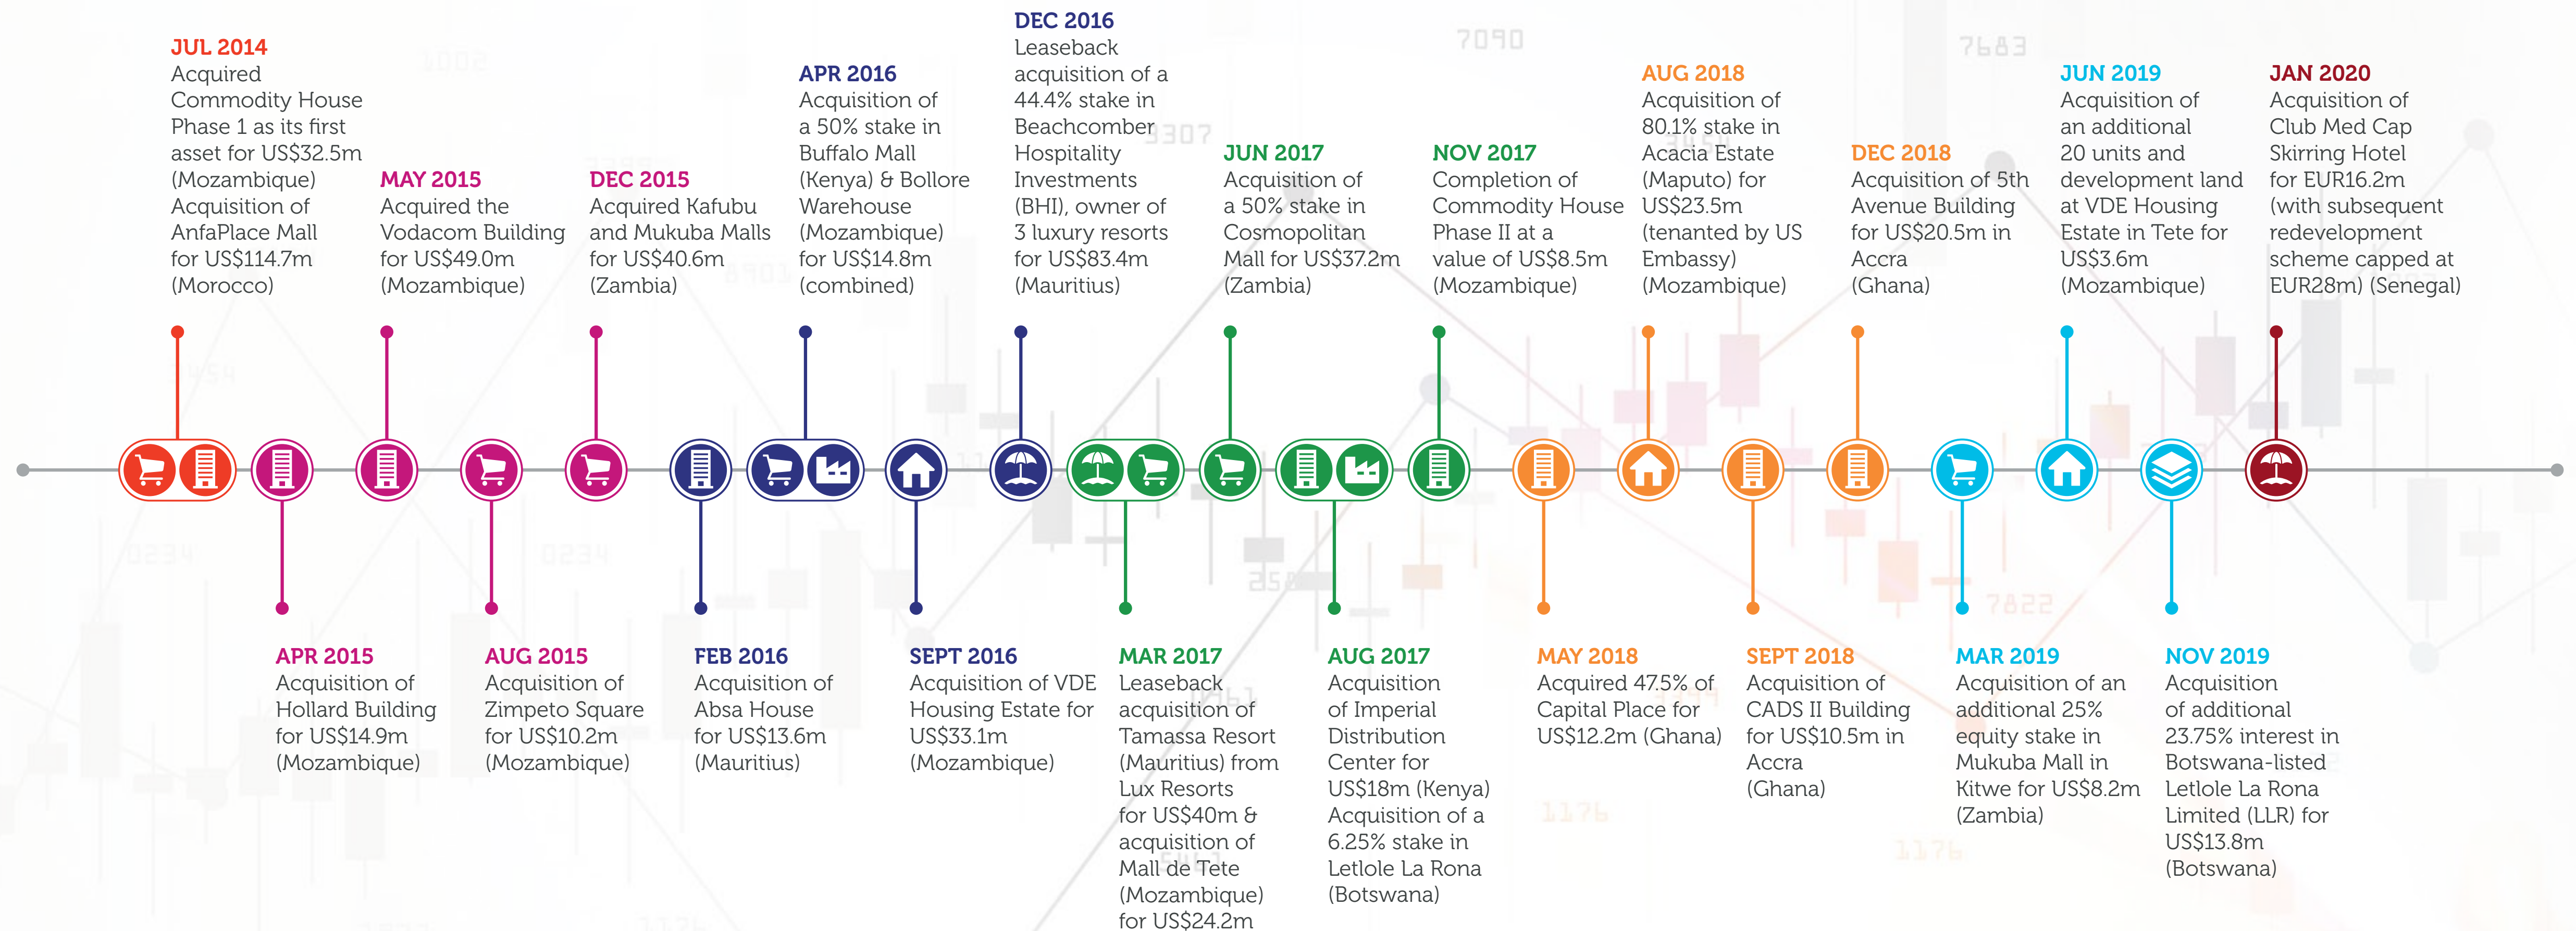 JUL 2014
Acquired
Commodity House
Phase 1 as its first
asset for US$32.5m
(Mozambique)
Acquisition of
AnfaPlace Mall
for US$114.7m
(Morocco)
MAY 2015
Acquired the
Vodacom Building
for US$49.0m
(Mozambique)
DEC 2015
Acquired Kafubu
and Mukuba Malls
for US$40.6m
(Zambia)
APR 2016
Acquisition of
a 50% stake in
Buffalo Mall
(Kenya) & Bollore
Warehouse
(Mozambique)
for US$14.8m
(combined)
DEC 2016
Leaseback
acquisition of a
44.4% stake in
Beachcomber
Hospitality
Investments
(BHI), owner of
3 luxury resorts
for US$83.4m
(Mauritius)
JUN 2017
Acquisition of
a 50% stake in
Cosmopolitan
Mall for US$37.2m
(Zambia)
NOV 2017
Completion of
Commodity House
Phase II at a
value of US$8.5m
(Mozambique)
AUG 2018
Acquisition of
80.1% stake in
Acacia Estate
(Maputo) for
US$23.5m
(tenanted by US
Embassy)
(Mozambique)
DEC 2018
Acquisition of 5th
Avenue Building
for US$20.5m in
Accra
(Ghana)
JUN 2019
Acquisition of
an additional
20 units and
development land
at VDE Housing
Estate in Tete for
US$3.6m
(Mozambique)
JAN 2020
Acquisition of
Club Med Cap
Skirring Hotel
for EUR16.2m
(with subsequent
redevelopment
scheme capped at
EUR28m) (Senegal)
APR 2015
Acquisition of
Hollard Building
for US$14.9m
(Mozambique)
AUG 2015
Acquisition of
Zimpeto Square
for US$10.2m
(Mozambique)
FEB 2016
Acquisition of
Absa House
for US$13.6m
(Mauritius)
SEPT 2016
Acquisition of VDE
Housing Estate for
US$33.1m
(Mozambique)
MAR 2017
Leaseback
acquisition of
Tamassa Resort
(Mauritius) from
Lux Resorts
for US$40m &
acquisition of
Mall de Tete
(Mozambique)
for US$24.2m
AUG 2017
Acquisition
of Imperial
Distribution
Center for
US$18m (Kenya)
Acquisition of a
6.25% stake in
Letlole La Rona
(Botswana)
MAY 2018
Acquired 47.5% of
Capital Place for
US$12.2m (Ghana)
SEPT 2018
Acquisition of
CADS II Building
for US$10.5m in
Accra
(Ghana)
MAR 2019
Acquisition of an
additional 25%
equity stake in
Mukuba Mall in
Kitwe for US$8.2m
(Zambia)
NOV 2019
Acquisition
of additional
23.75% interest in
Botswana-listed
Letlole La Rona
Limited (LLR) for
US$13.8m
(Botswana)
7090
7683
3307
1002
8901
454
0234
0234
7822
1176
1176